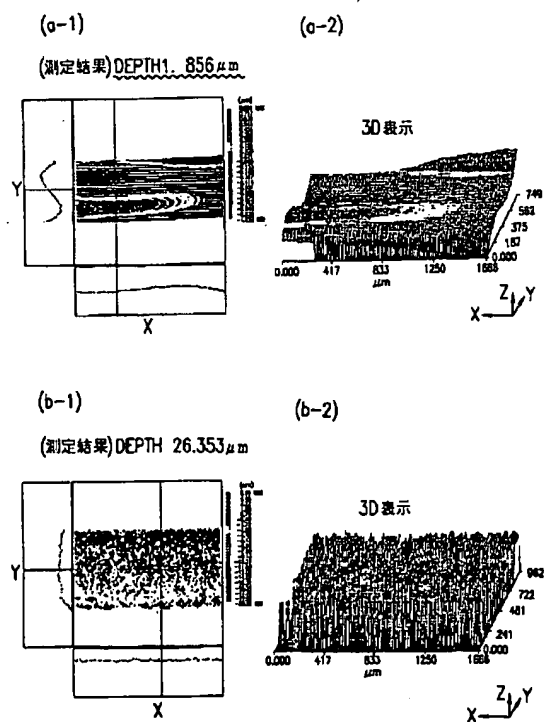 (a-1)
(測定結果) DEPTH1. 856μm
Y
X
(a-2)
3D表示
749
562
375
187
0.000
0.000 417 833 1250 1666
μm
Z
Y
X
(b-1)
(測定結果) DEPTH 26.353μm
Y
X
(b-2)
3D表示
962
722
481
241
0.000
0.000 417 833 1250 1666
μm
Z
Y
X